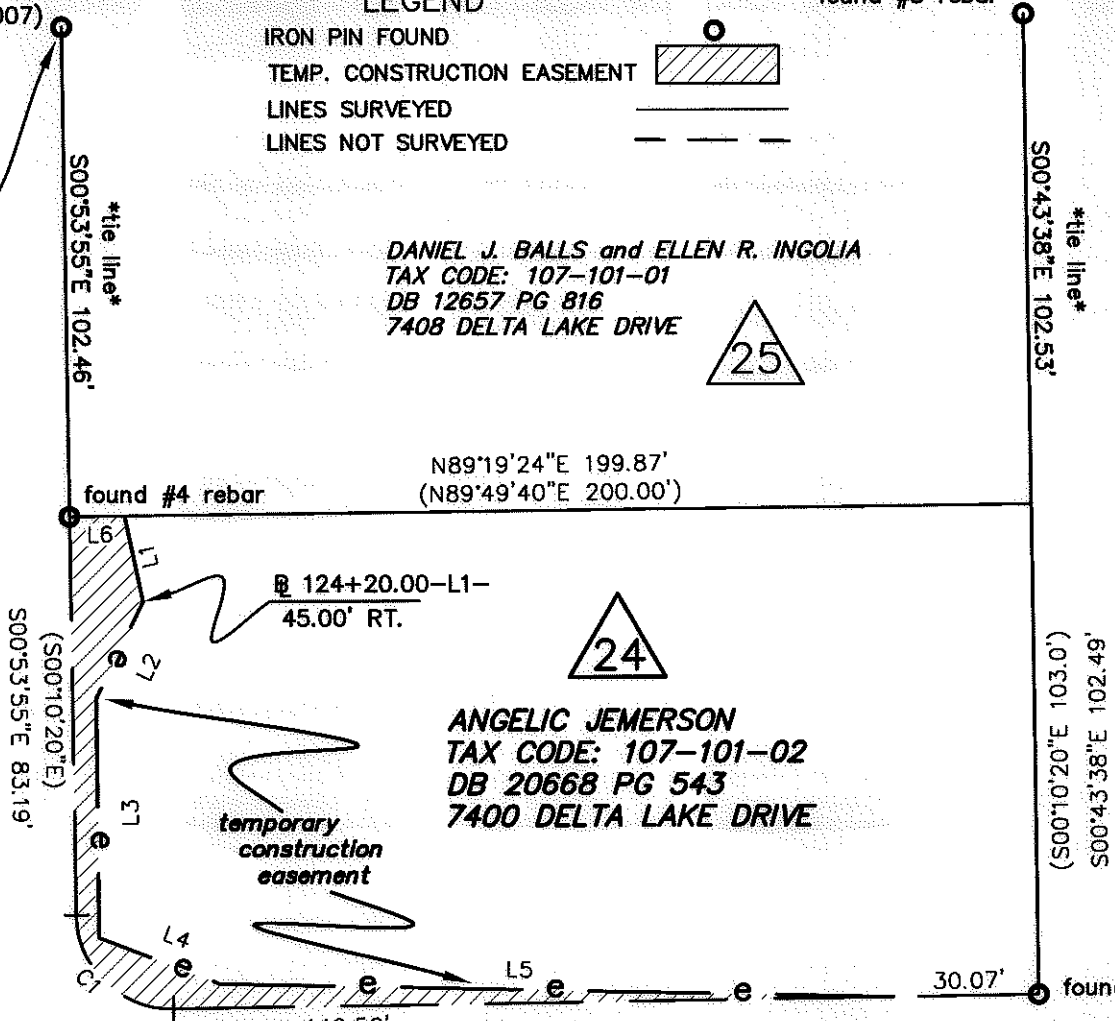 007)
LEGEND
IRON PIN FOUND
TEMP. CONSTRUCTION EASEMENT
LINES SURVEYED
LINES NOT SURVEYED
*tie line*
S00°53'55"E 102.46'
*tie line*
S00°43'38"E 102.53'
DANIEL J. BALLS and ELLEN R. INGOLIA
TAX CODE: 107-101-01
DB 12657 PG 816
7408 DELTA LAKE DRIVE
25
N89°19'24"E 199.87'
(N89°49'40"E 200.00')
found #4 rebar
L6
L1
124+20.00-L1-
45.00' RT.
24
e
L2
(S00°10'20"E)
S00°53'55"E 83.19'
(S00°10'20"E 103.0')
S00°43'38"E 102.49'
ANGELIC JEMERSON
TAX CODE: 107-101-02
DB 20668 PG 543
7400 DELTA LAKE DRIVE
L3
e
temporary
construction
easement
L4
e
C1
e
L5
e
e
30.07'
foun